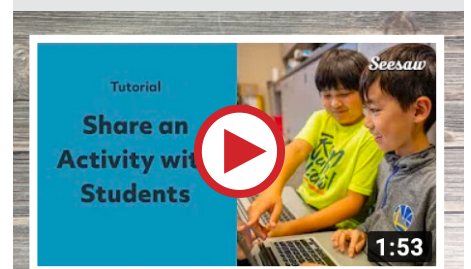 Seesaw
Tutorial
Share an
Activity with
Students
1:53